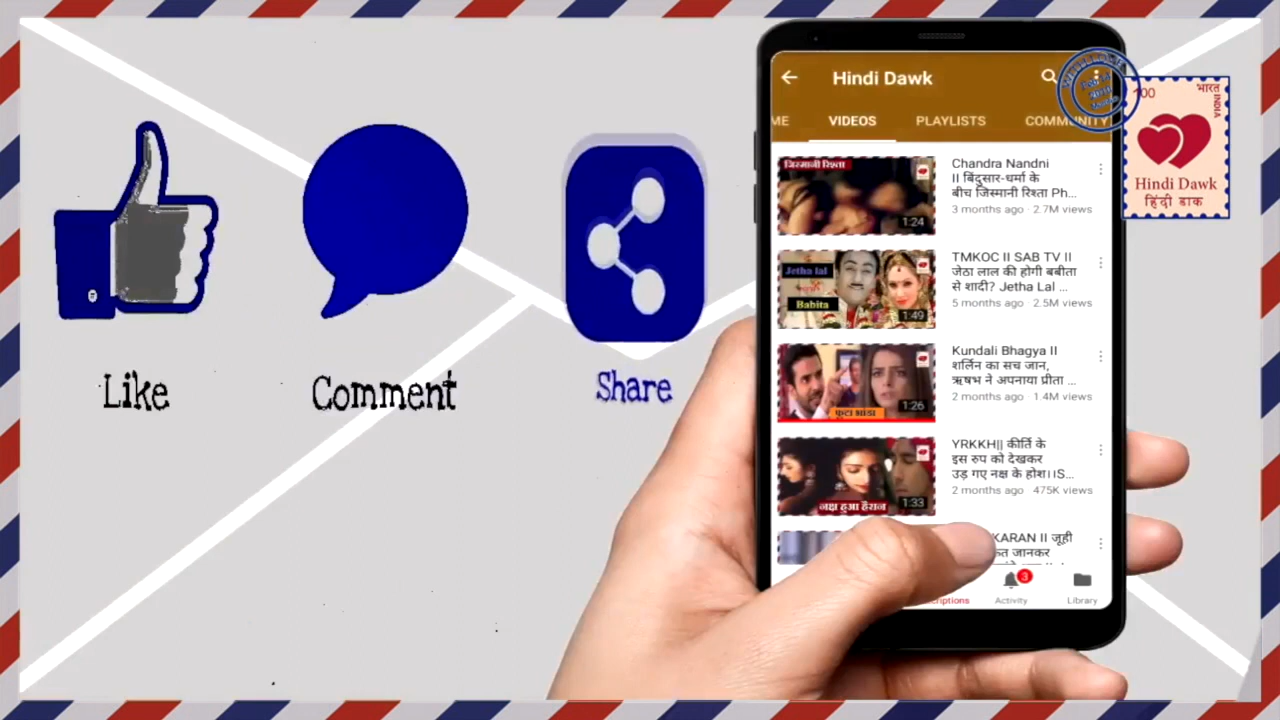 Like
Comment
Share
Hindi Dawk
ME
VIDEOS
PLAYLISTS
COMMUNITY
जिस्मानी रिश्ता
1:24
Chandra Nandni
II बिंदुसार-धर्मा के
बीच जिस्मानी रिश्ता Ph...
3 months ago · 2.7M views
Jetha lal
Babita
1:49
TMKOC II SAB TV II
जेठा लाल की होगी बबीता
से शादी? Jetha Lal ...
5 months ago · 2.5M views
फूटा भांडा
1:26
Kundali Bhagya II
शर्लिन का सच जान,
ऋषभ ने अपनाया प्रीता ...
2 months ago · 1.4M views
नक्ष हुआ हैरान
1:33
YRKKH|| कीर्ति के
इस रुप को देखकर
उड़ गए नक्ष के होश।।S...
2 months ago · 475K views
KARAN II जूही
जानकर
3
criptions
Activity
Library
100
भारत
INDIA
Hindi Dawk
हिंदी डाक